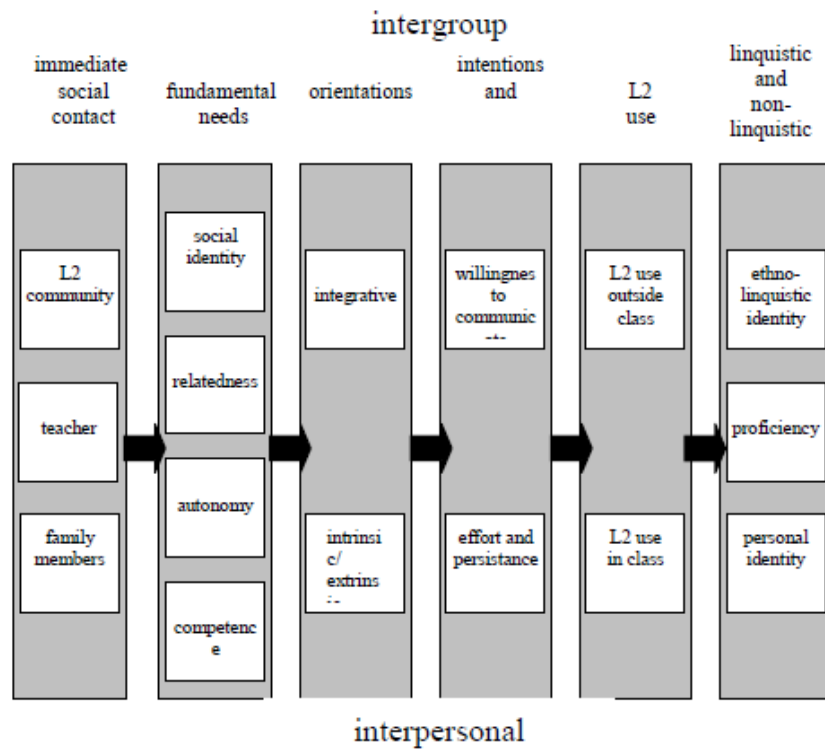 intergroup
immediate
social
contact
fundamental
needs
orientations
intentions
and
L2
use
linquistic
and
non-
linquistic
L2
community
teacher
family
members
social
identity
relatedness
autonomy
competenc
e
integrative
intrinsi
c/
extrinsi
willingnes
s to
communic
effort and
persistance
L2 use
outside
class
L2 use
in class
ethno-
linquistic
identity
proficiency
personal
identity
interpersonal